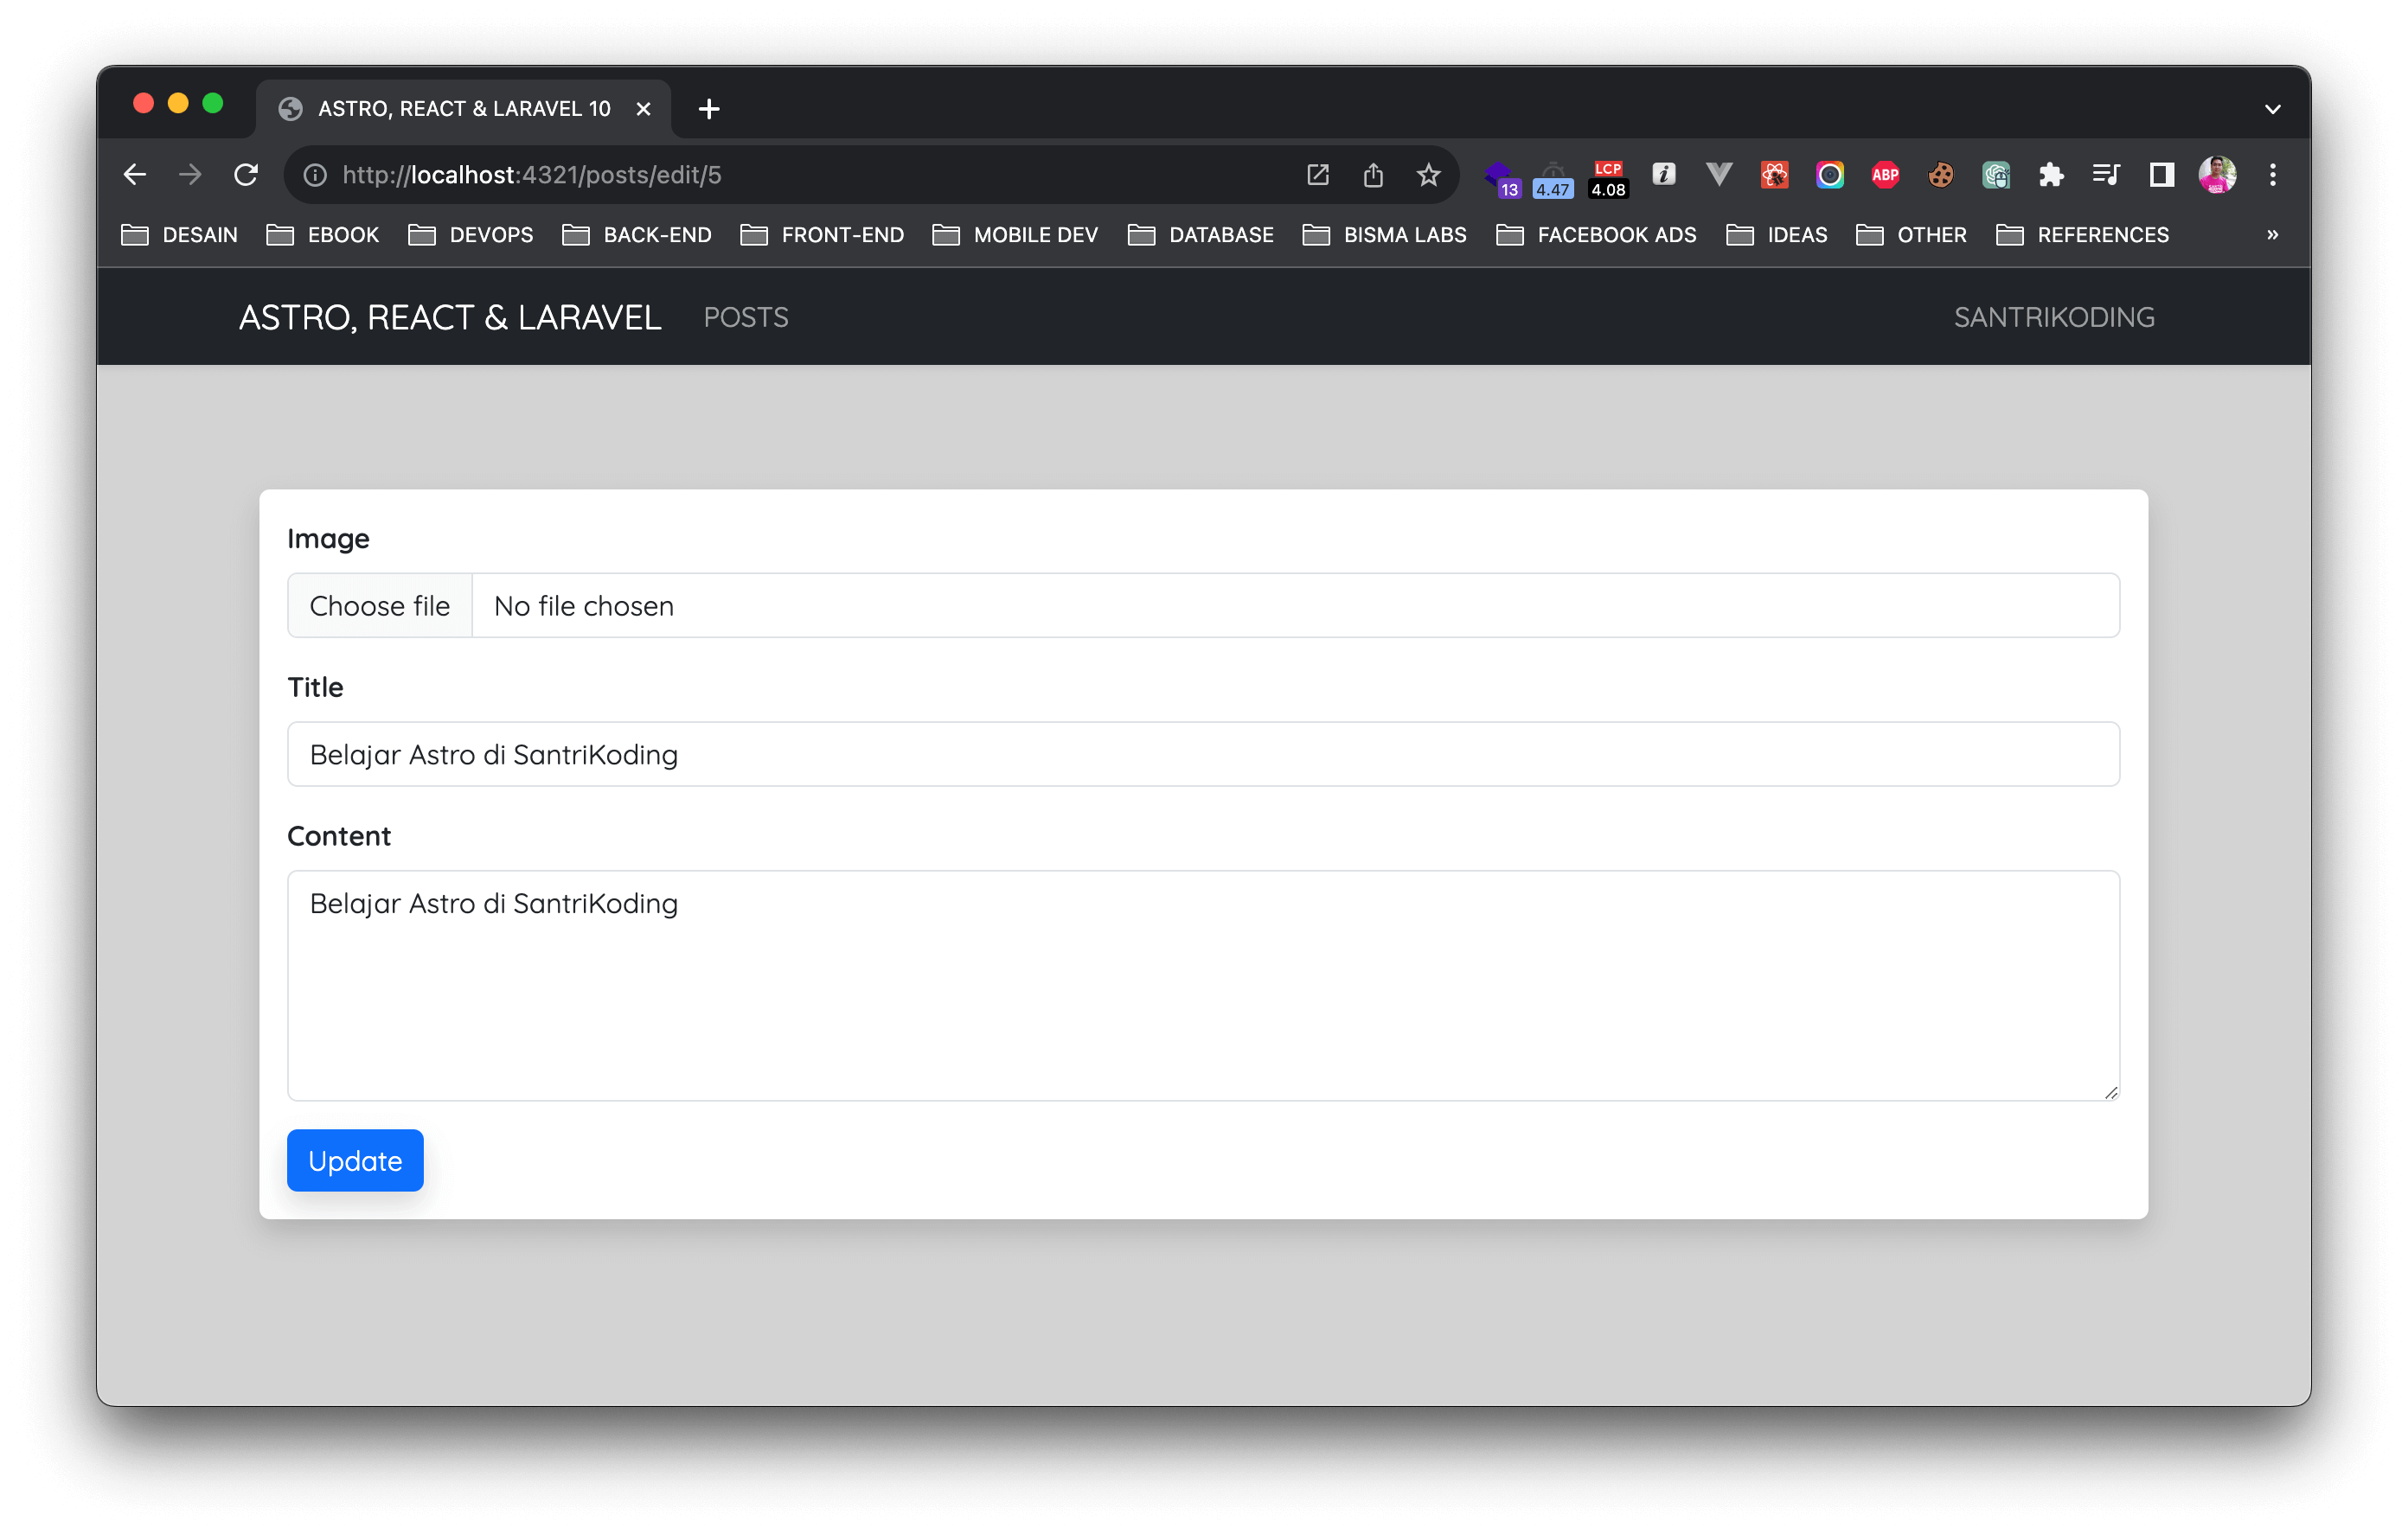 ASTRO, REACT & LARAVEL 10
http://localhost:4321/posts/edit/5
13
4.47
LCP
4.08
i
ABP
DESAIN EBOOK DEVOPS BACK-END FRONT-END MOBILE DEV DATABASE BISMA LABS FACEBOOK ADS IDEAS OTHER REFERENCES »
ASTRO, REACT & LARAVEL POSTS SANTRIKODING
Image
Choose file No file chosen
Title
Belajar Astro di SantriKoding
Content
Belajar Astro di SantriKoding
Update